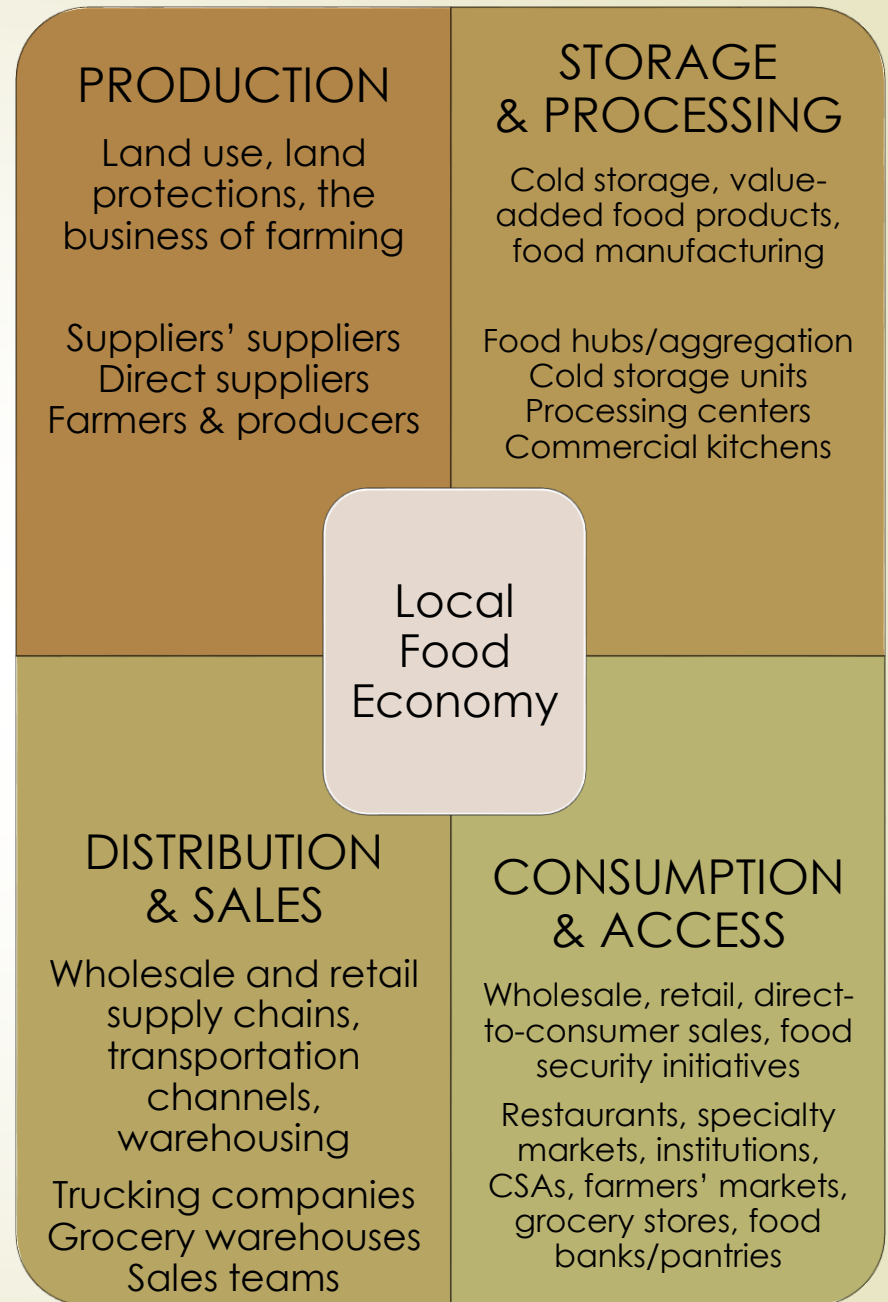 PRODUCTION
Land use, land
protections, the
business of farming
Suppliers’ suppliers
Direct suppliers
Farmers & producers
STORAGE
& PROCESSING
Cold storage, value-
added food products,
food manufacturing
Food hubs/aggregation
Cold storage units
Processing centers
Commercial kitchens
Local
Food
Economy
DISTRIBUTION
& SALES
Wholesale and retail
supply chains,
transportation
channels,
warehousing
Trucking companies
Grocery warehouses
Sales teams
CONSUMPTION
& ACCESS
Wholesale, retail, direct-
to-consumer sales, food
security initiatives
Restaurants, specialty
markets, institutions,
CSAs, farmers’ markets,
grocery stores, food
banks/pantries